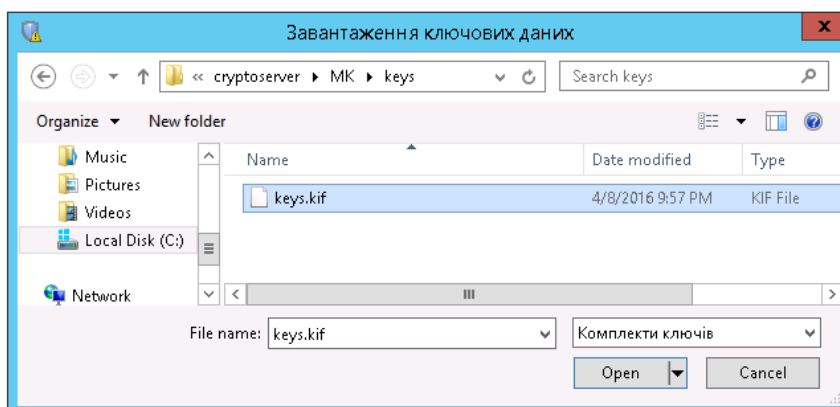 Завантаження ключових даних
x
« cryptoserver MK keys
Search keys
Organize New folder
Music
Pictures
Videos
Local Disk (C:)
Network
Name Date modified Type
keys.kif 4/8/2016 9:57 PM KIF File
File name: keys.kif Комплекти ключів
Open Cancel